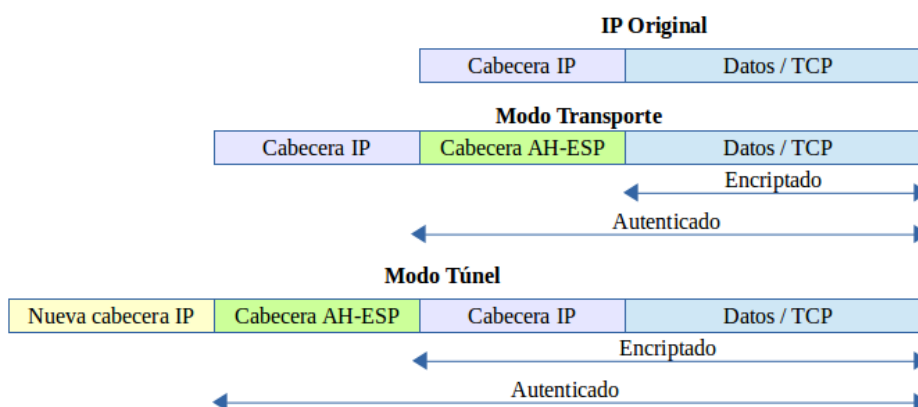 IP Original
Cabecera IP Datos / TCP
Modo Transporte
Cabecera IP Cabecera AH-ESP Datos / TCP
Encriptado
Autenticado
Modo Túnel
Nueva cabecera IP Cabecera AH-ESP Cabecera IP Datos / TCP
Encriptado
Autenticado